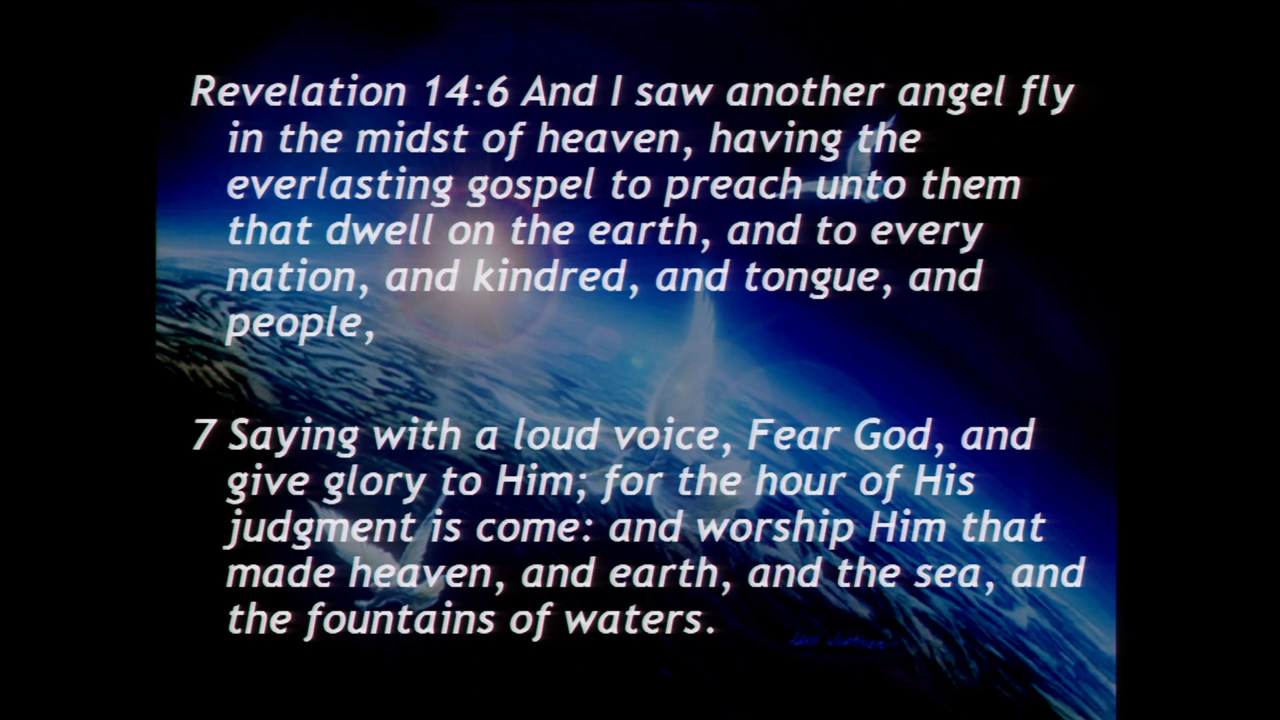 Revelation 14:6 And I saw another angel fly
in the midst of heaven, having the
everlasting gospel to preach unto them
that dwell on the earth, and to every
nation, and kindred, and tongue, and
people,
7 Saying with a loud voice, Fear God, and
give glory to Him; for the hour of His
judgment is come: and worship Him that
made heaven, and earth, and the sea, and
the fountains of waters.